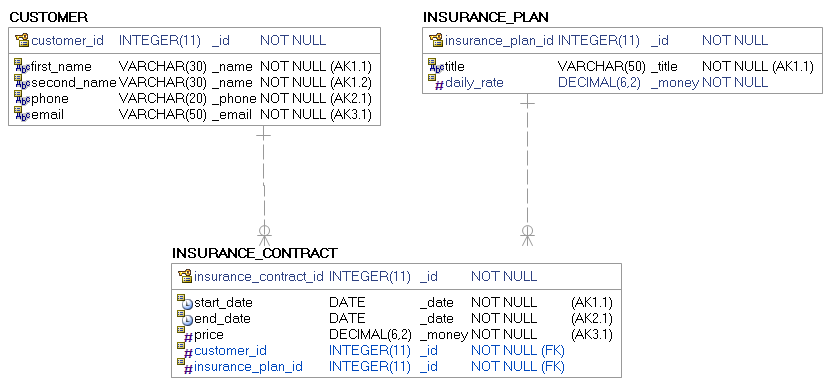 CUSTOMER
customer_id INTEGER(11) _id NOT NULL
first_name VARCHAR(30) _name NOT NULL (AK1.1)
second_name VARCHAR(30) _name NOT NULL (AK1.2)
phone VARCHAR(20) _phone NOT NULL (AK2.1)
email VARCHAR(50) _email NOT NULL (AK3.1)
INSURANCE_PLAN
insurance_plan_id INTEGER(11) _id NOT NULL
title VARCHAR(50) _title NOT NULL (AK1.1)
daily_rate DECIMAL(6,2) _money NOT NULL
INSURANCE_CONTRACT
insurance_contract_id INTEGER(11) _id NOT NULL
start_date DATE _date NOT NULL (AK1.1)
end_date DATE _date NOT NULL (AK2.1)
price DECIMAL(6,2) _money NOT NULL (AK3.1)
customer_id INTEGER(11) _id NOT NULL (FK)
insurance_plan_id INTEGER(11) _id NOT NULL (FK)